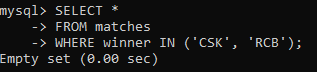 mysql> SELECT *
    -> FROM matches
    -> WHERE winner IN ('CSK', 'RCB');
Empty set (0.00 sec)